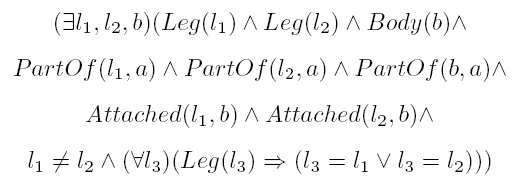 (∃l₁, l₂, b)(Leg(l₁) ∧ Leg(l₂) ∧ Body(b)∧
PartOf(l₁, a) ∧ PartOf(l₂, a) ∧ PartOf(b, a)∧
Attached(l₁, b) ∧ Attached(l₂, b)∧
l₁ ≠ l₂ ∧ (∀l₃)(Leg(l₃) ⇒ (l₃ = l₁ ∨ l₃ = l₂)))